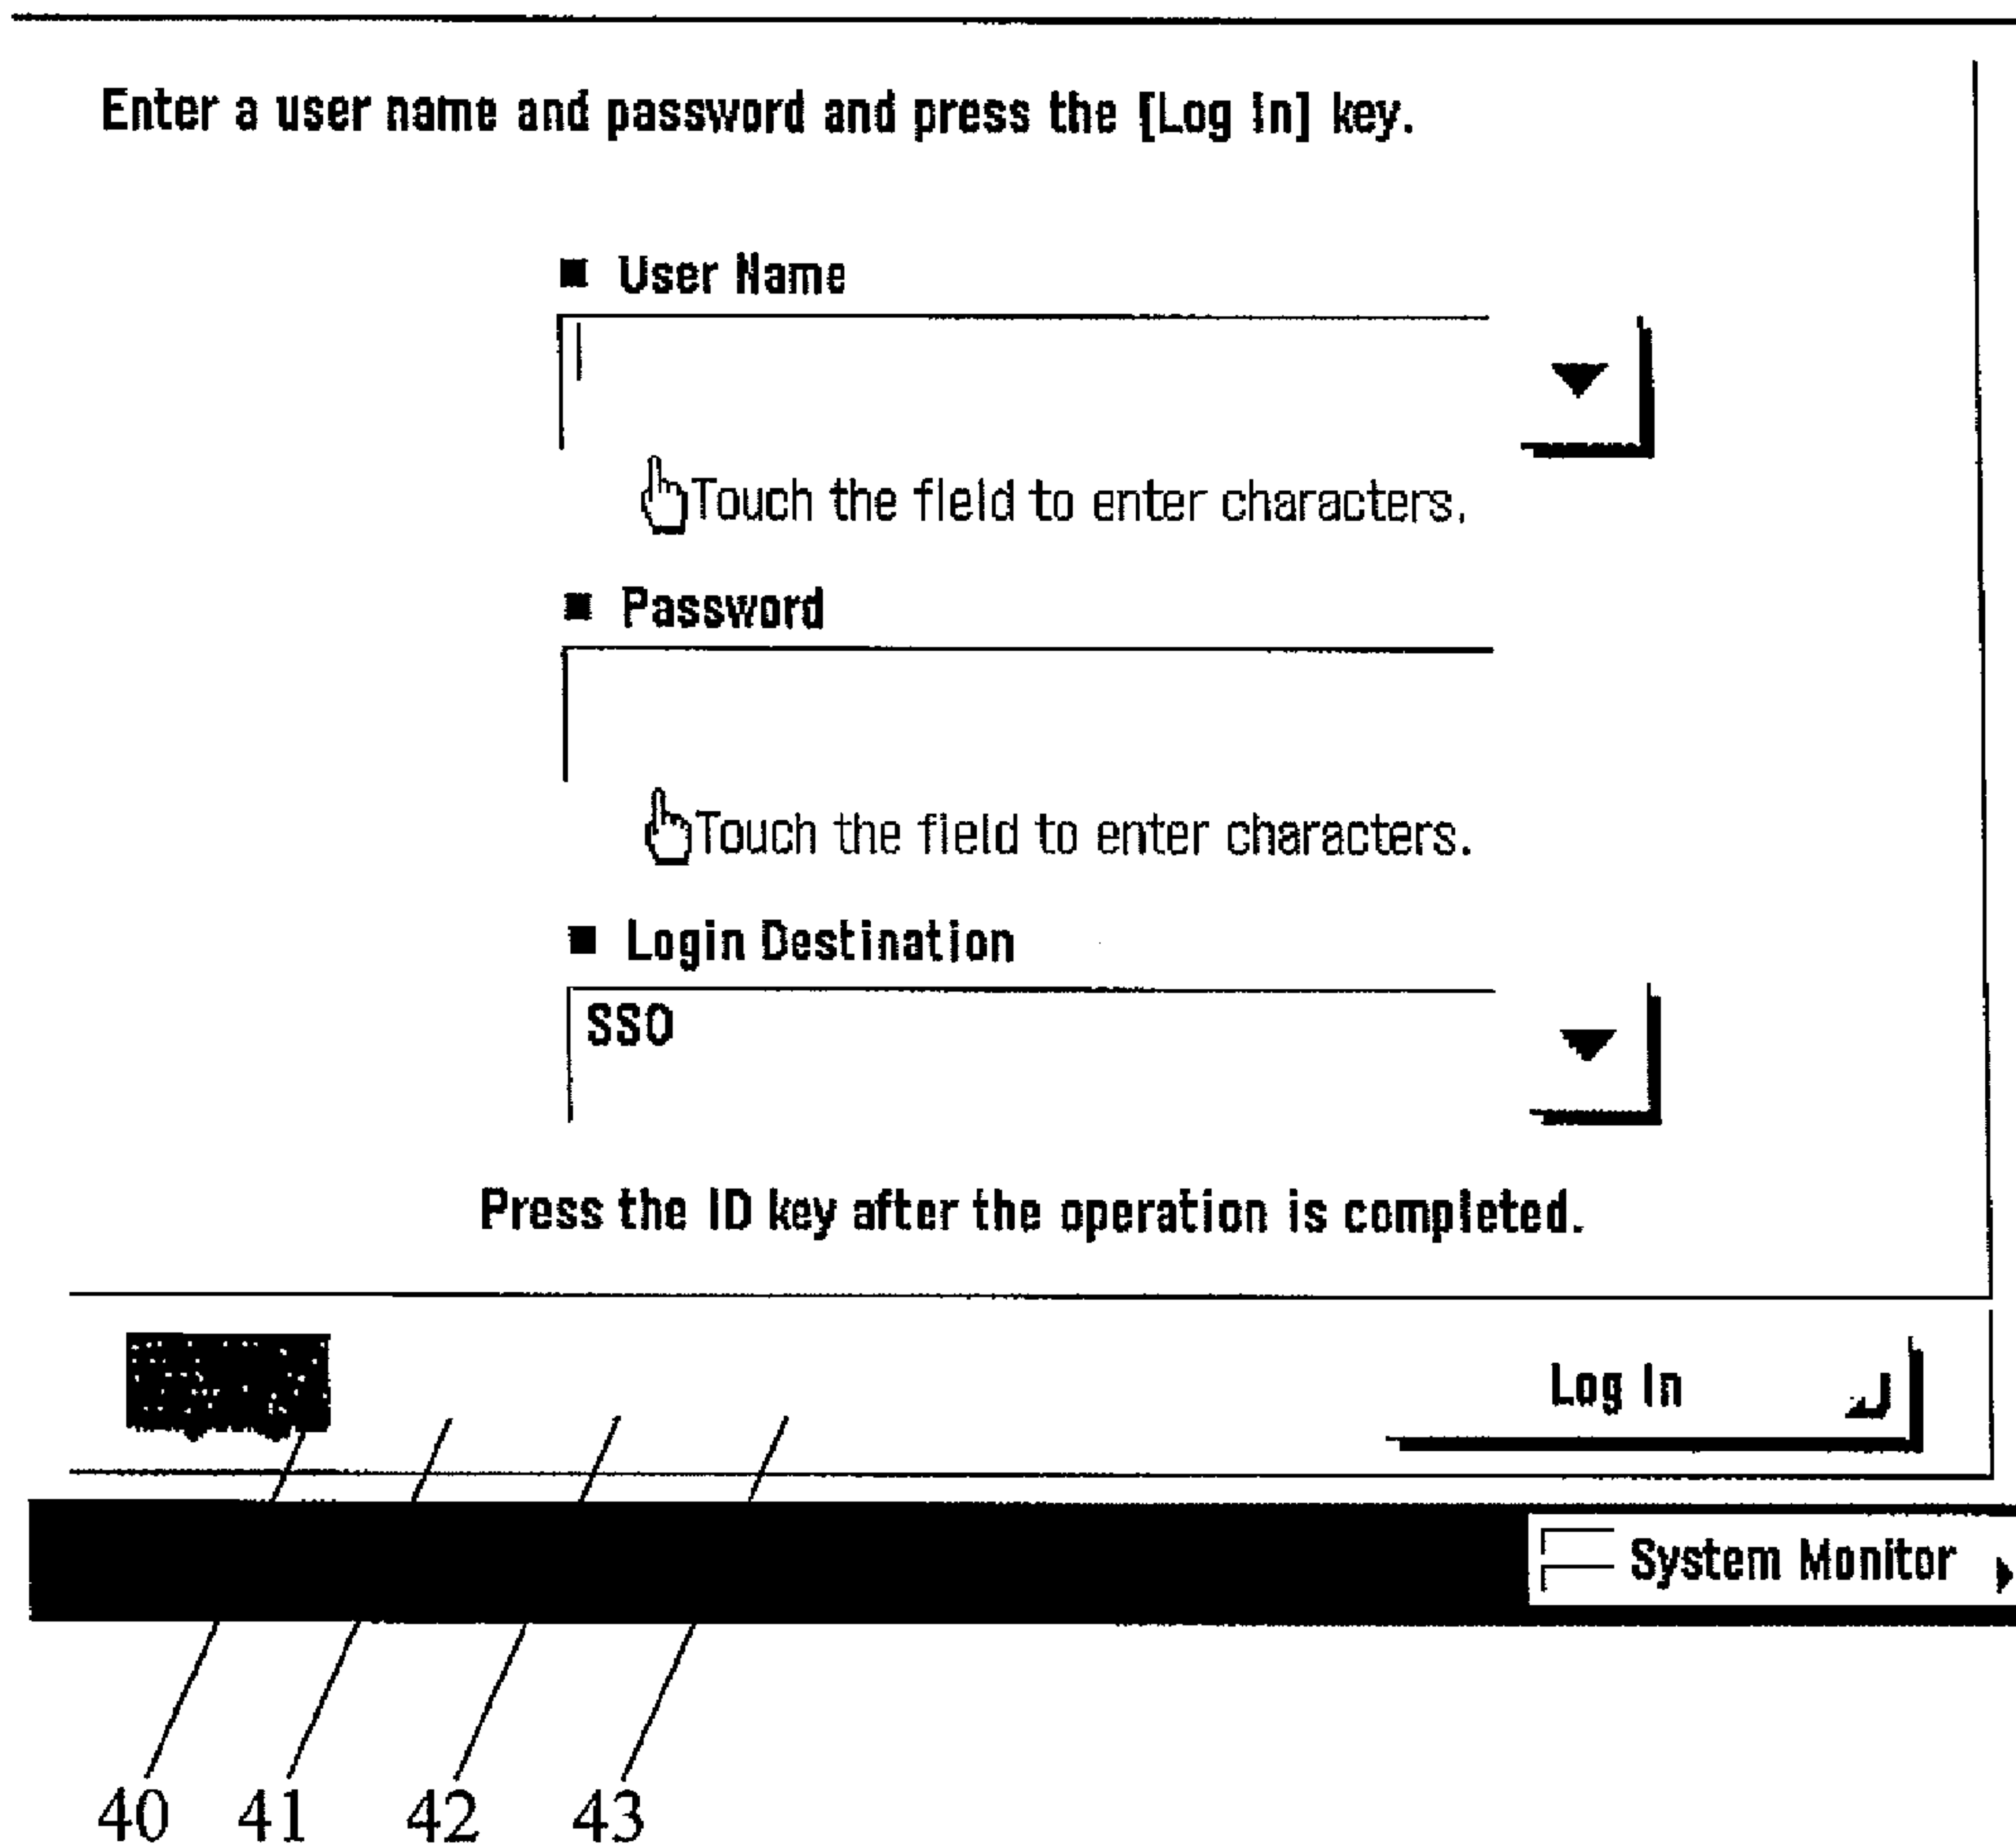 Enter a user name and password and press the [Log In] key.
■ User Name
Touch the field to enter characters.
■ Password
Touch the field to enter characters.
■ Login Destination
SSO
Press the ID key after the operation is completed.
Log In
System Monitor
40 41 42 43